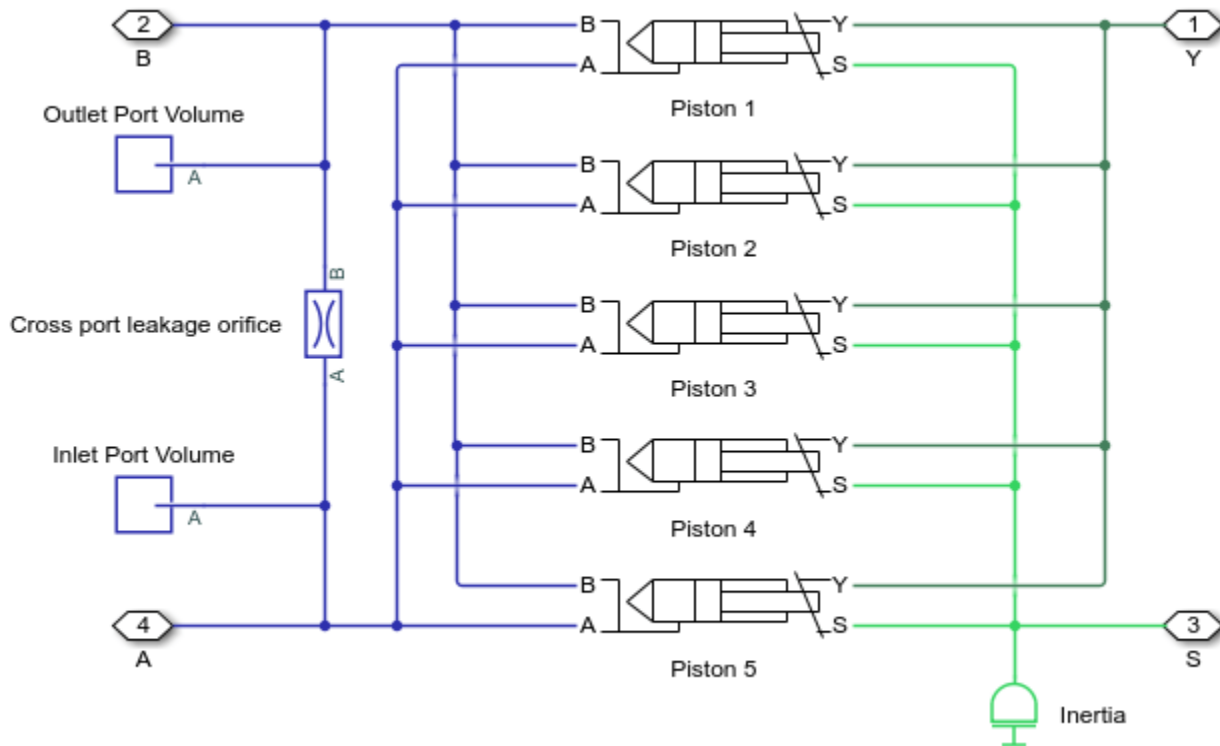 2
B
B
Y
1
Y
A
S
Piston 1
Outlet Port Volume
A
B
Y
A
S
Piston 2
B
B
Y
Cross port leakage orifice
A
S
A
Piston 3
Inlet Port Volume
B
Y
A
S
A
Piston 4
B
Y
4
A
A
S
3
S
Piston 5
Inertia